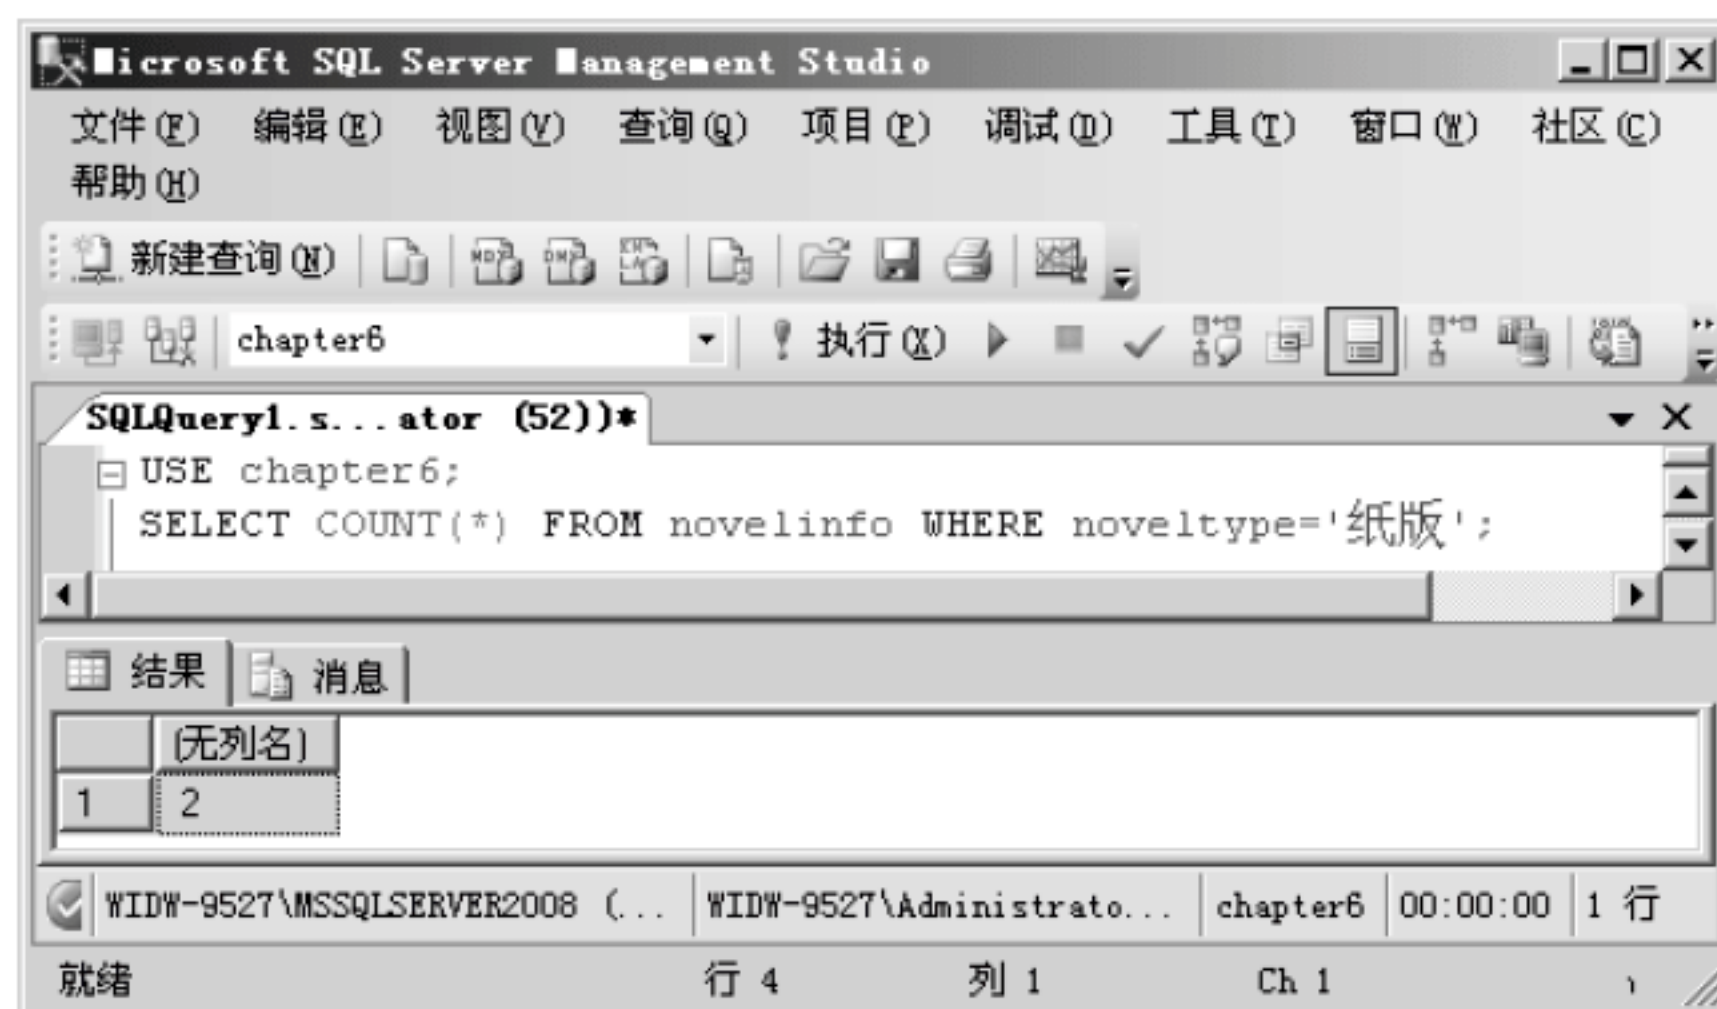 Microsoft SQL Server Management Studio
文件(F) 编辑(E) 视图(V) 查询(Q) 项目(P) 调试(D) 工具(T) 窗口(W) 社区(C)
帮助(H)
新建查询(N)
chapter6 执行(X)
SQLQuery1.s...ator (52))*
USE chapter6;
SELECT COUNT(*) FROM novelinfo WHERE noveltype='纸版';
结果 消息
(无列名)
1 2
WIDW-9527\MSSQLSERVER2008 (... WIDW-9527\Administrato... chapter6 00:00:00 1 行
就绪 行 4 列 1 Ch 1